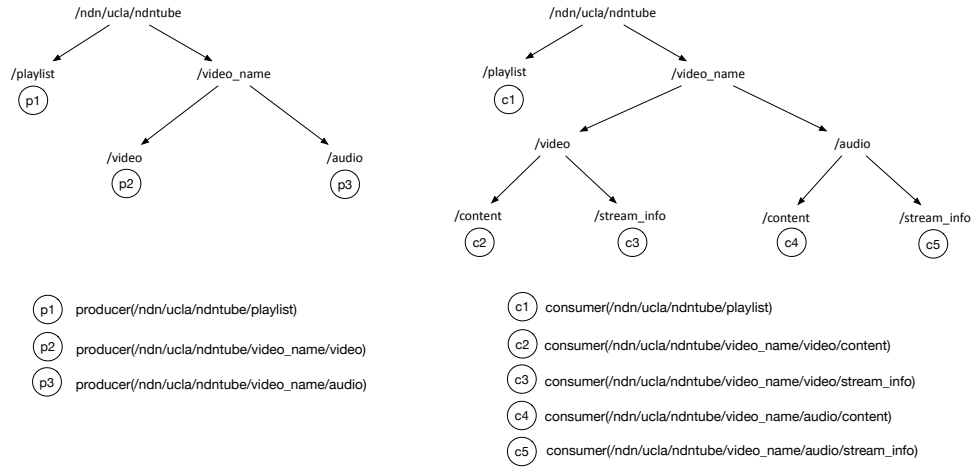 /ndn/ucla/ndntube
/playlist
/video_name
p1
/video
/audio
p2
p3
p1 producer(/ndn/ucla/ndntube/playlist)
p2 producer(/ndn/ucla/ndntube/video_name/video)
p3 producer(/ndn/ucla/ndntube/video_name/audio)
/ndn/ucla/ndntube
/playlist
/video_name
c1
/video
/audio
/content
/stream_info
/content
/stream_info
c2
c3
c4
c5
c1 consumer(/ndn/ucla/ndntube/playlist)
c2 consumer(/ndn/ucla/ndntube/video_name/video/content)
c3 consumer(/ndn/ucla/ndntube/video_name/video/stream_info)
c4 consumer(/ndn/ucla/ndntube/video_name/audio/content)
c5 consumer(/ndn/ucla/ndntube/video_name/audio/stream_info)